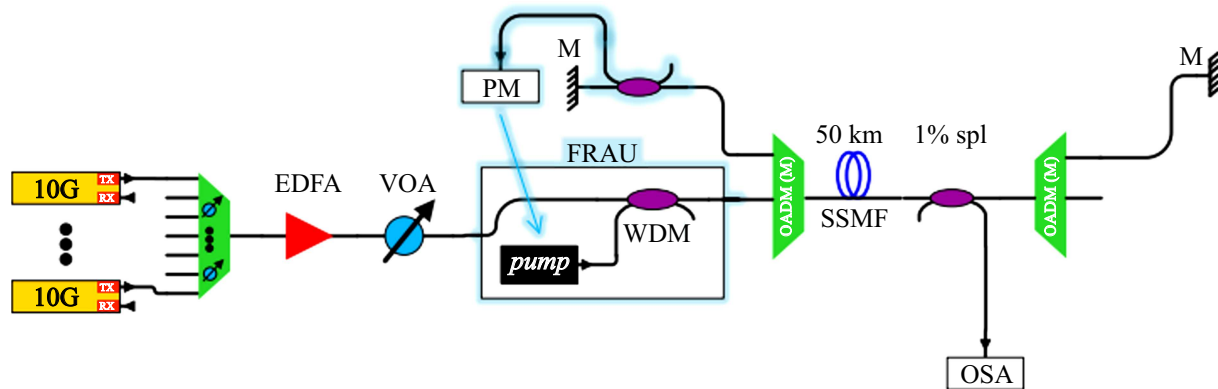 M
PM
M
FRAU
50 km
1% spl
10G
TX
RX
EDFA
VOA
OADM (M)
OADM (M)
SSMF
WDM
pump
10G
TX
RX
OSA